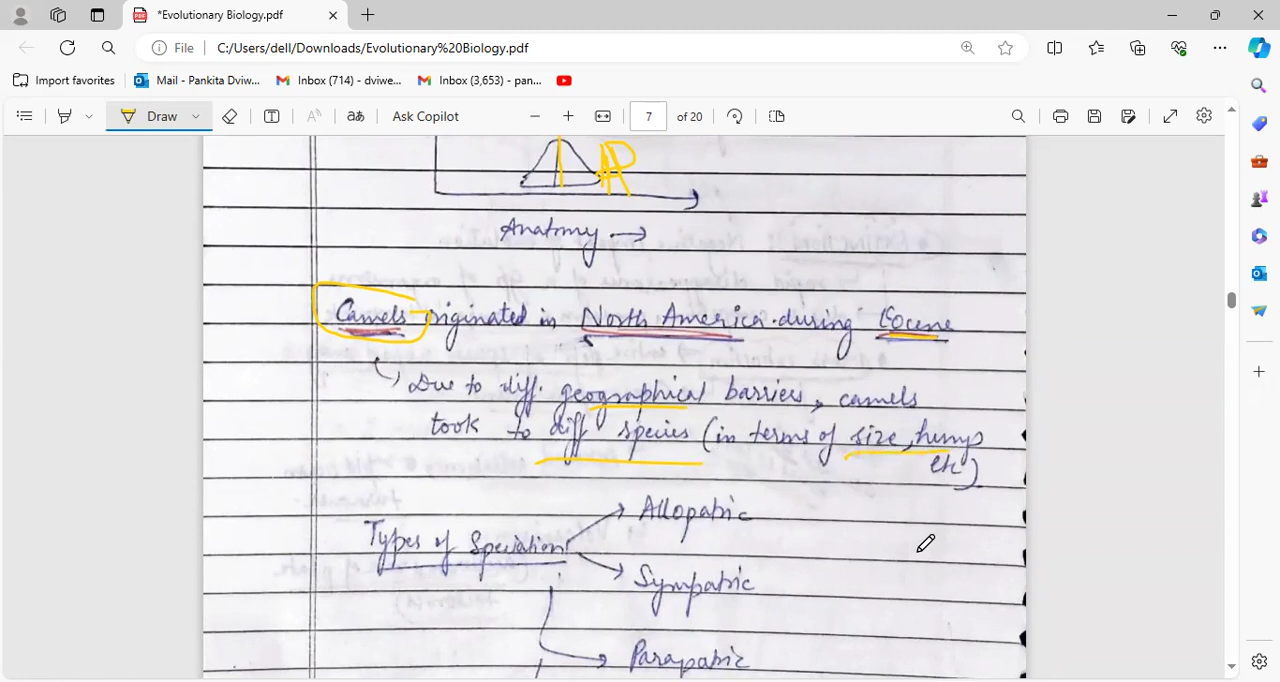 *Evolutionary Biology.pdf
File C:/Users/dell/Downloads/Evolutionary%20Biology.pdf
Import favorites Mail - Pankita Dviw... Inbox (714) - dviwe... Inbox (3,653) - pan...
Draw Ask Copilot 7 of 20
Anatomy →
Camels originated in North America during Eocene
Due to diff. geographical barriers, camels
took to diff species (in terms of size, hump
etc)
Types of Speciation → Allopatric
→ Sympatric
→ Parapatric